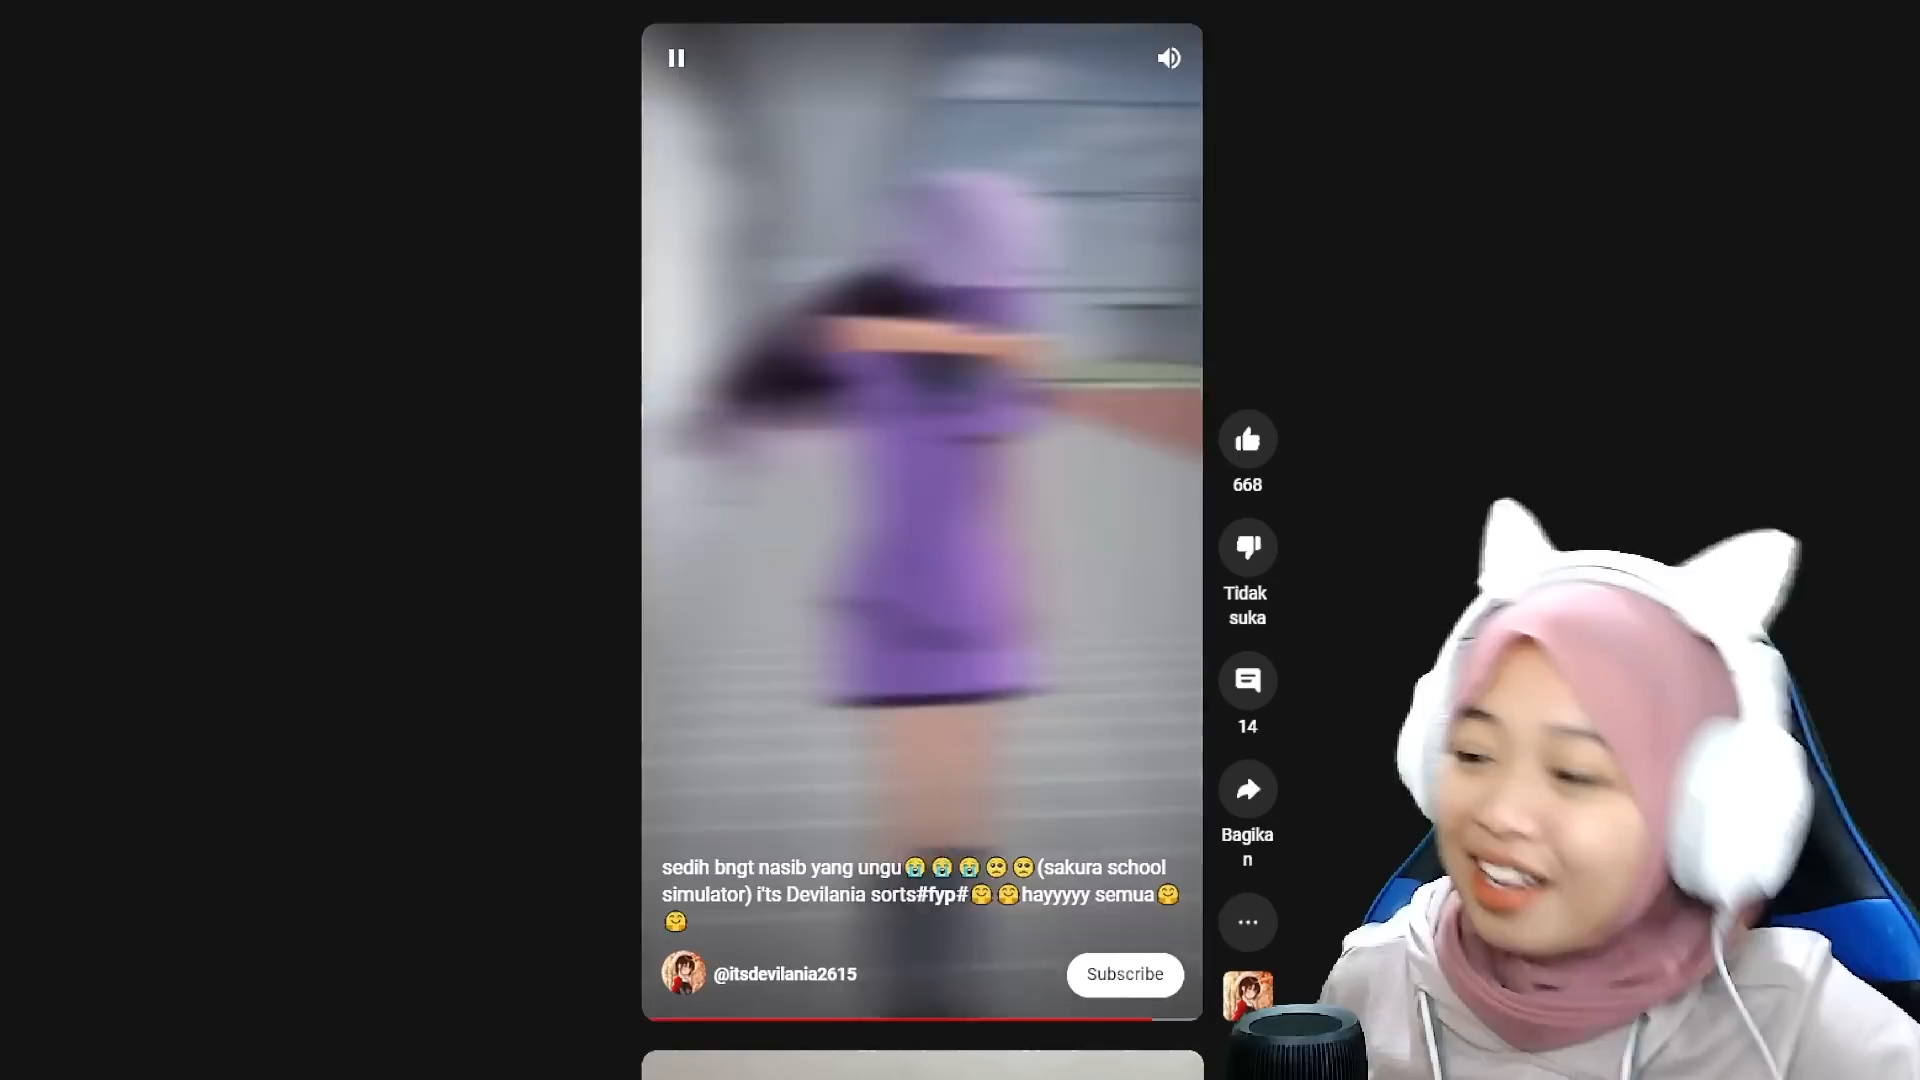 668
Tidak
suka
14
Bagika
n
sedih bngt nasib yang ungu😭😭😭🥺🥺(sakura school
simulator) i'ts Devilania sorts#fyp#🤗🤗hayyyyy semua🤗
🤗
@itsdevilania2615
Subscribe